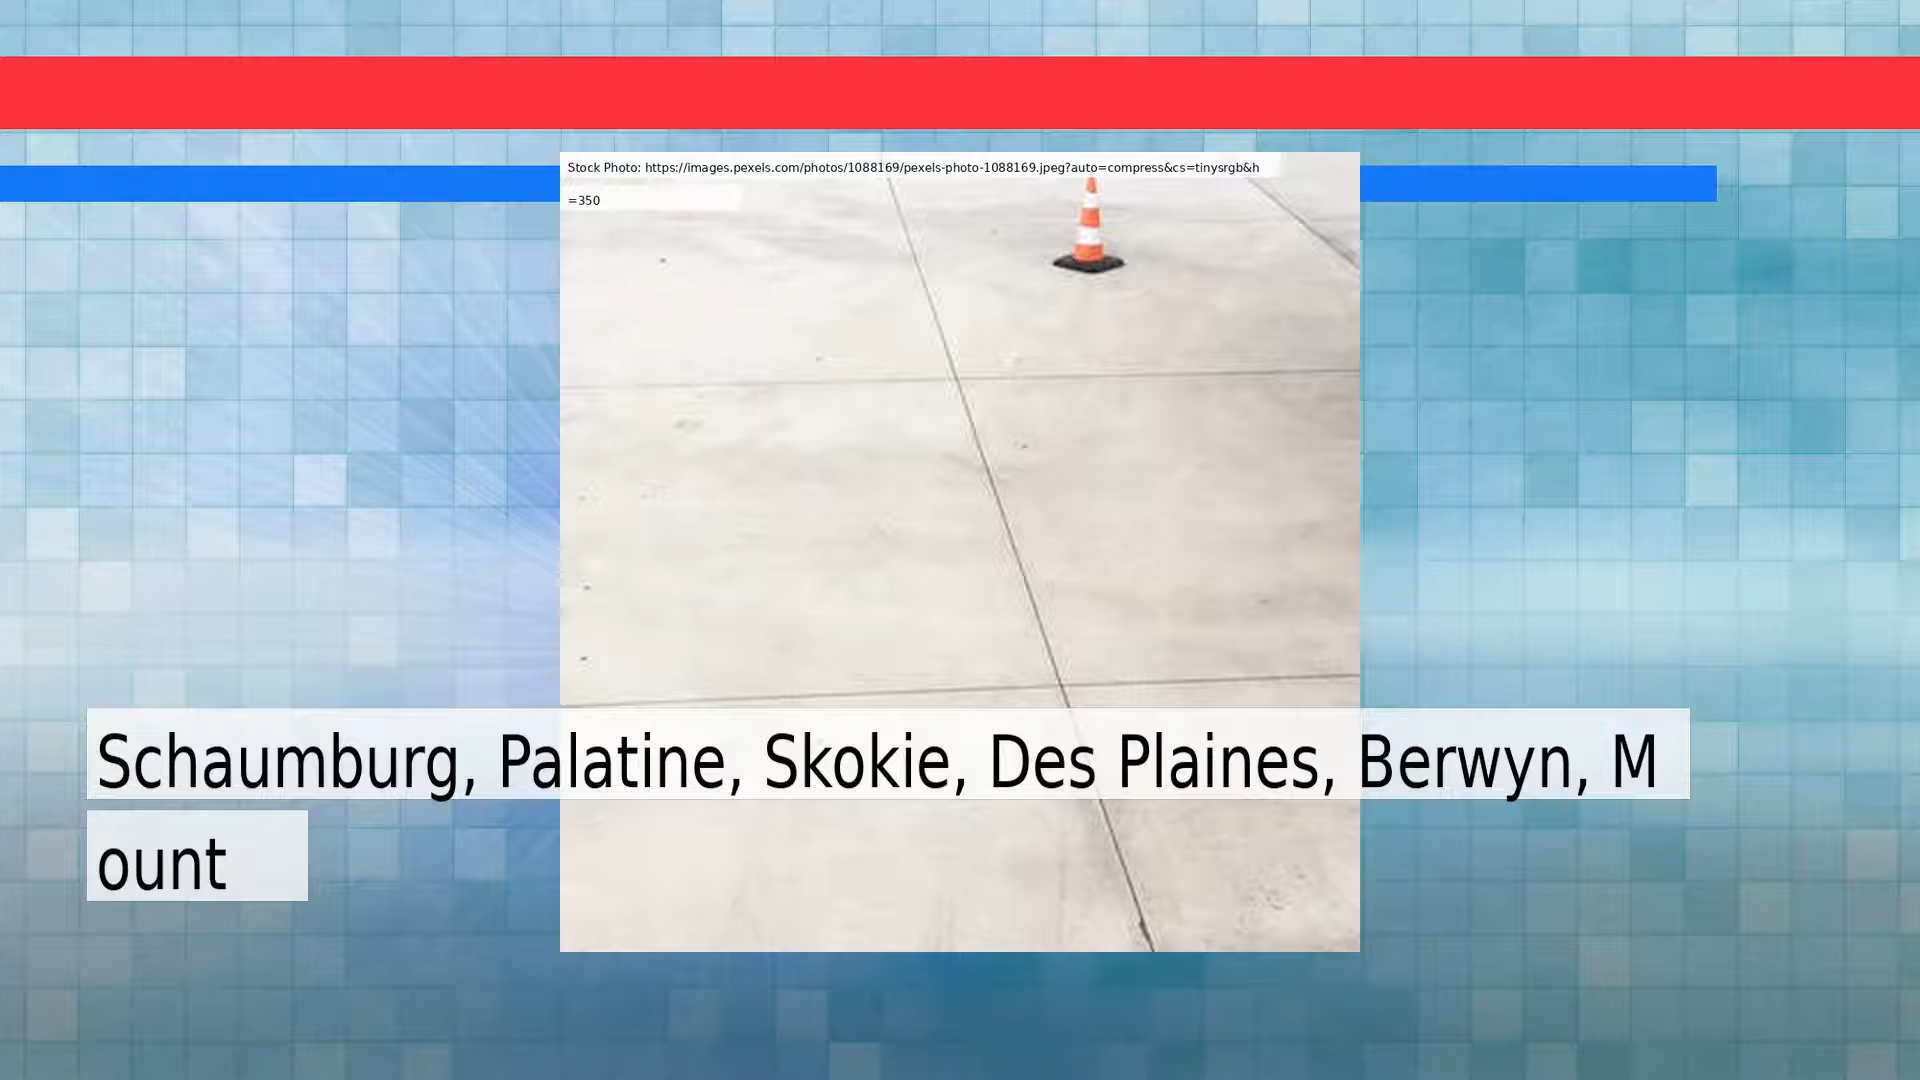 Stock Photo: https://images.pexels.com/photos/1088169/pexels-photo-1088169.jpeg?auto=compress&cs=tinysrgb&h
=350
Schaumburg, Palatine, Skokie, Des Plaines, Berwyn, M
ount